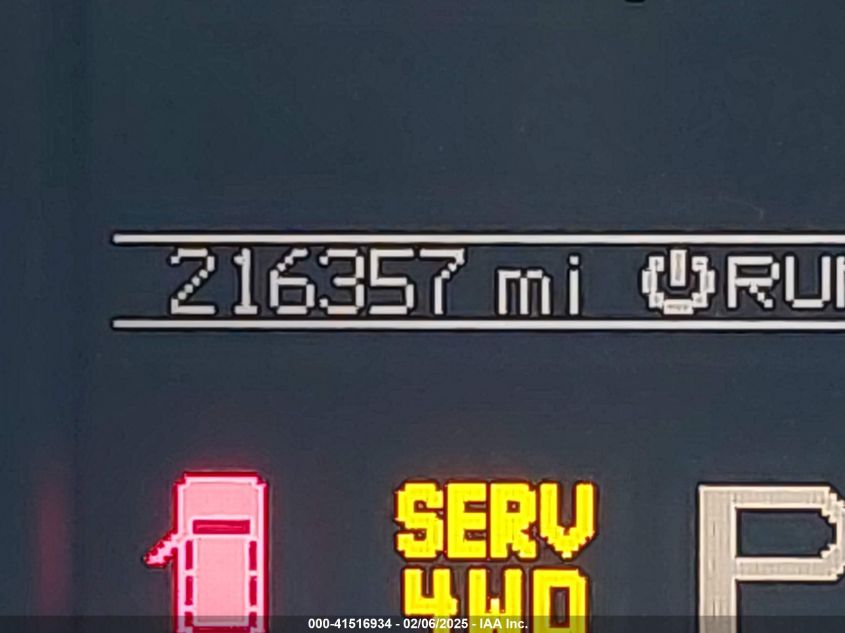 216357 mi RU
SERV
4WD
P
000-41516934 - 02/06/2025 - IAA Inc.